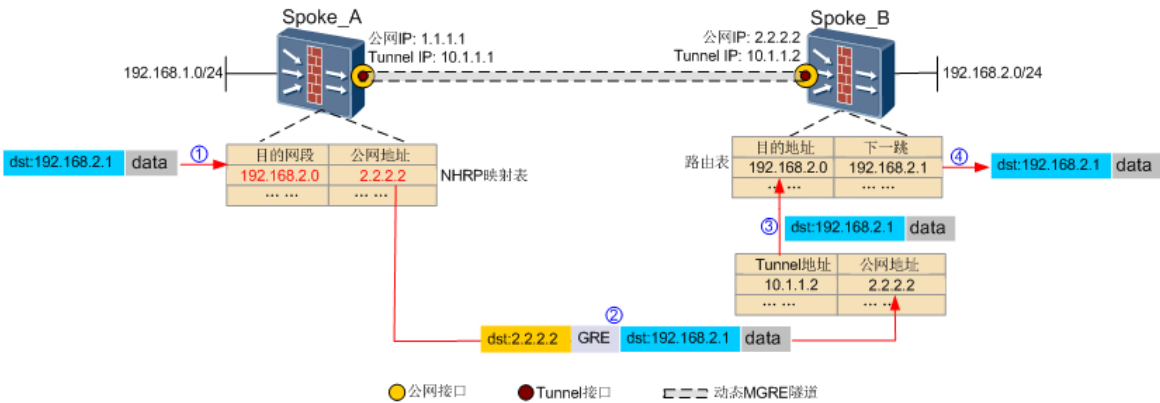 Spoke_A
Spoke_B
公网IP: 1.1.1.1
Tunnel IP: 10.1.1.1
公网IP: 2.2.2.2
Tunnel IP: 10.1.1.2
192.168.1.0/24
192.168.2.0/24
dst:192.168.2.1 data
①
目的网段 公网地址
192.168.2.0 2.2.2.2
... ... ... ...
NHRP映射表
路由表
目的地址 下一跳
192.168.2.0 192.168.2.1
... ... ... ...
④
dst:192.168.2.1 data
③
dst:192.168.2.1 data
Tunnel地址 公网地址
10.1.1.2 2.2.2.2
... ... ... ...
②
dst:2.2.2.2 GRE dst:192.168.2.1 data
公网接口 Tunnel接口 动态MGRE隧道